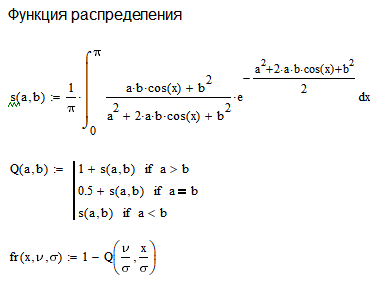 Функция распределения
s(a,b) := 1/π · ∫₀^π (a·b·cos(x) + b²)/(a² + 2·a·b·cos(x) + b²) · e^(−(a²+2·a·b·cos(x)+b²)/2) dx
Q(a,b) := | 1 + s(a,b) if a > b
0.5 + s(a,b) if a = b
s(a,b) if a < b
fr(x,ν,σ) := 1 − Q(ν/σ, x/σ)